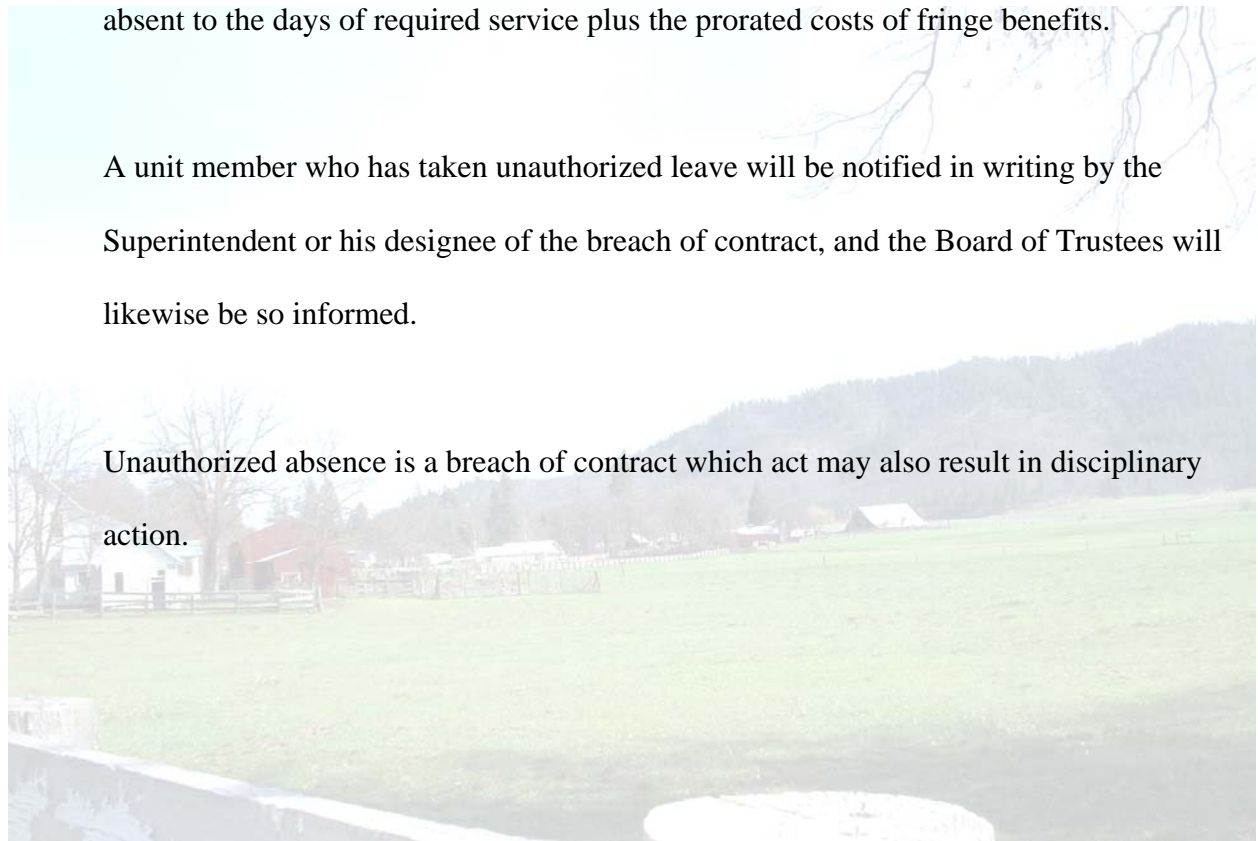 absent to the days of required service plus the prorated costs of fringe benefits.
A unit member who has taken unauthorized leave will be notified in writing by the
Superintendent or his designee of the breach of contract, and the Board of Trustees will
likewise be so informed.
Unauthorized absence is a breach of contract which act may also result in disciplinary
action.